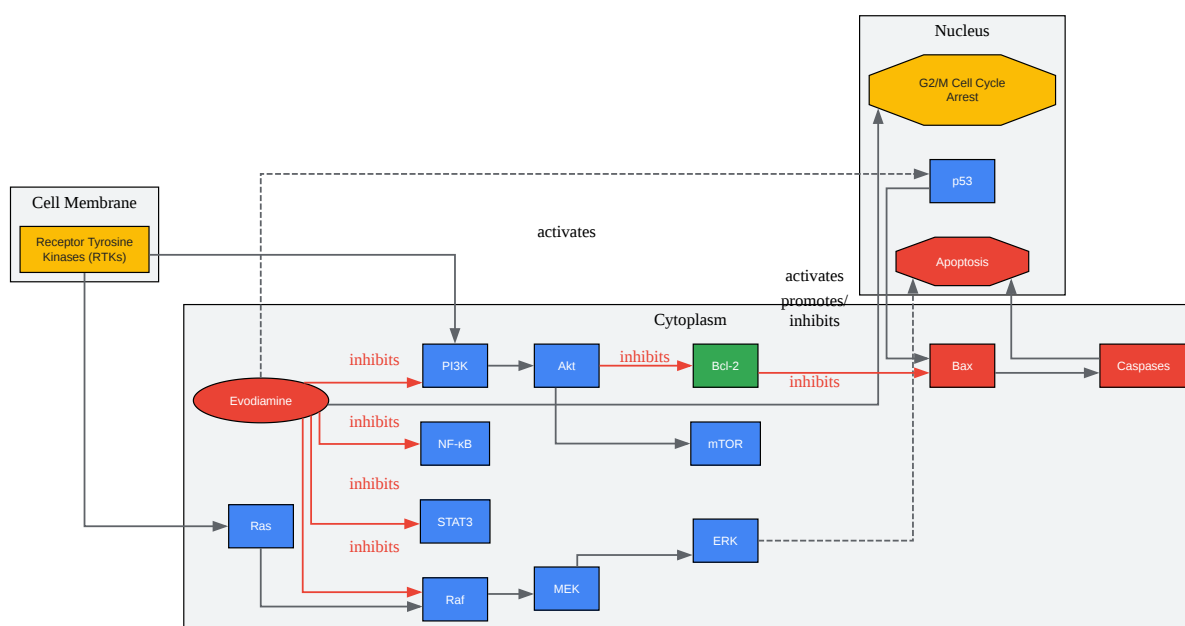 Nucleus
G2/M Cell Cycle
Arrest
p53
Cell Membrane
Receptor Tyrosine
Kinases (RTKs)
activates
Apoptosis
activates
promotes/
inhibits
Cytoplasm
inhibits
PI3K
Akt
inhibits
Bcl-2
inhibits
Bax
Caspases
Evodiamine
inhibits
NF-κB
mTOR
inhibits
STAT3
Ras
ERK
inhibits
Raf
MEK